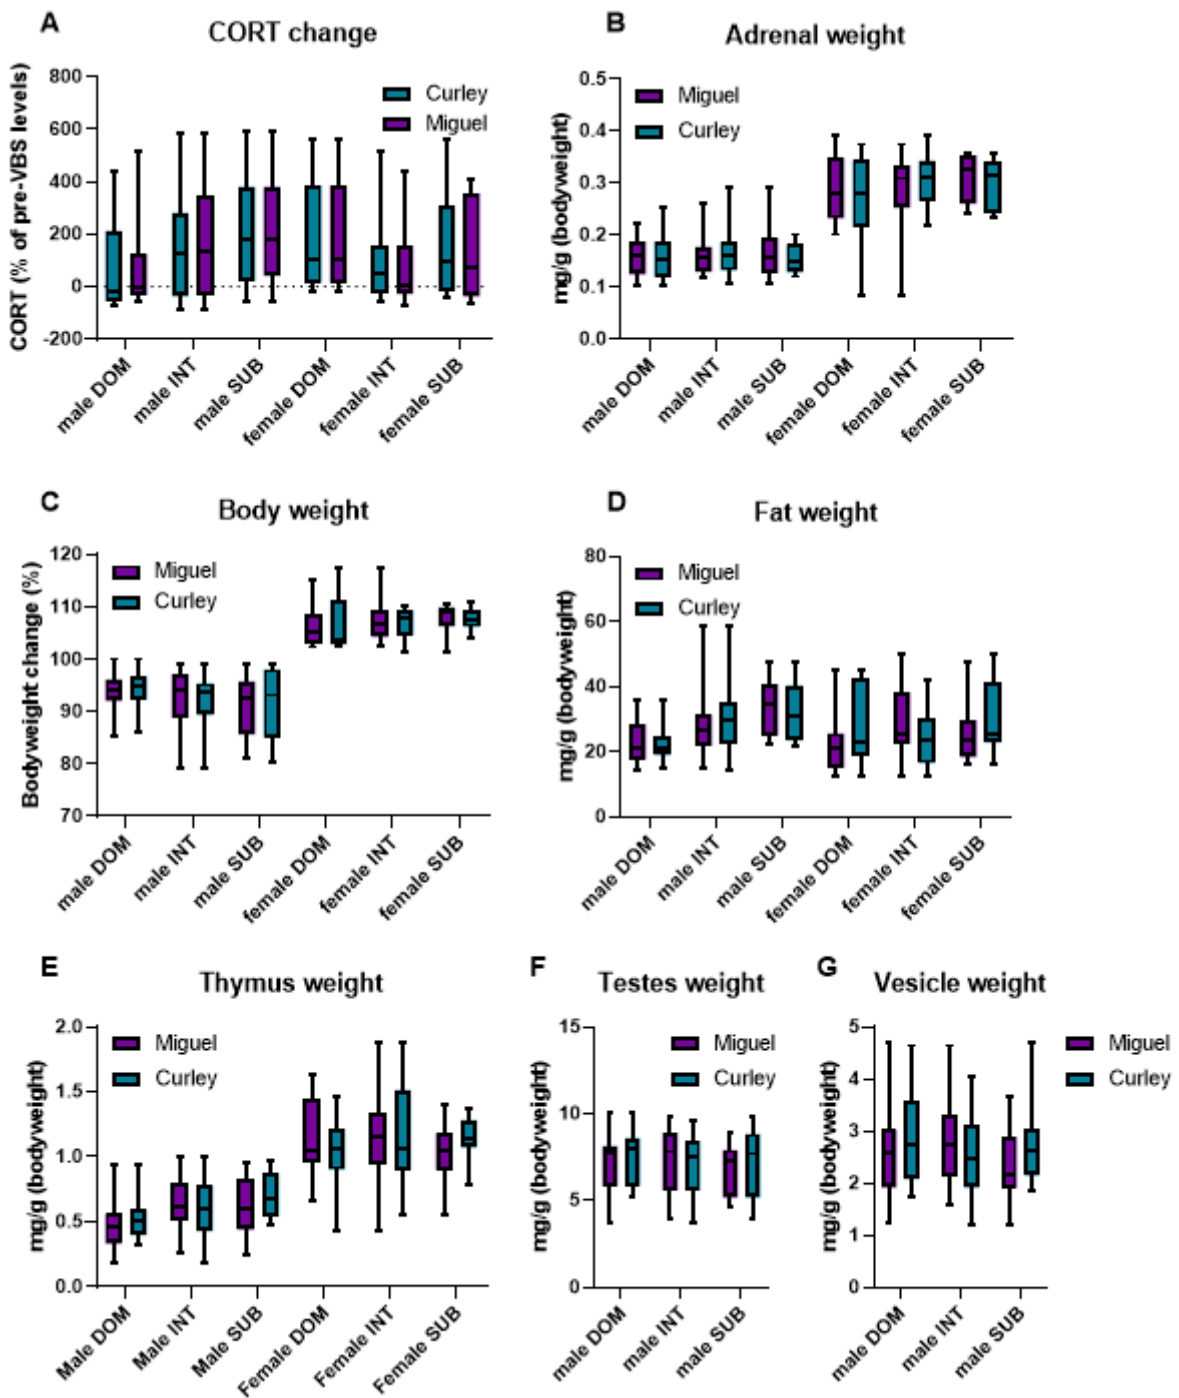 A
CORT change
CORT (% of pre-VBS levels)
800
600
400
200
0
-200
Curley
Miguel
male DOM
male INT
male SUB
female DOM
female INT
female SUB
B
Adrenal weight
mg/g (bodyweight)
0.5
0.4
0.3
0.2
0.1
0.0
Miguel
Curley
male DOM
male INT
male SUB
female DOM
female INT
female SUB
C
Body weight
Bodyweight change (%)
120
110
100
90
80
70
Miguel
Curley
male DOM
male INT
male SUB
female DOM
female INT
female SUB
D
Fat weight
mg/g (bodyweight)
80
60
40
20
0
Miguel
Curley
male DOM
male INT
male SUB
female DOM
female INT
female SUB
E
Thymus weight
mg/g (bodyweight)
2.0
1.5
1.0
0.5
0.0
Miguel
Curley
Male DOM
Male INT
Male SUB
Female DOM
Female INT
Female SUB
F
Testes weight
mg/g (bodyweight)
15
10
5
0
Miguel
Curley
male DOM
male INT
male SUB
G
Vesicle weight
mg/g (bodyweight)
5
4
3
2
1
0
Miguel
Curley
male DOM
male INT
male SUB